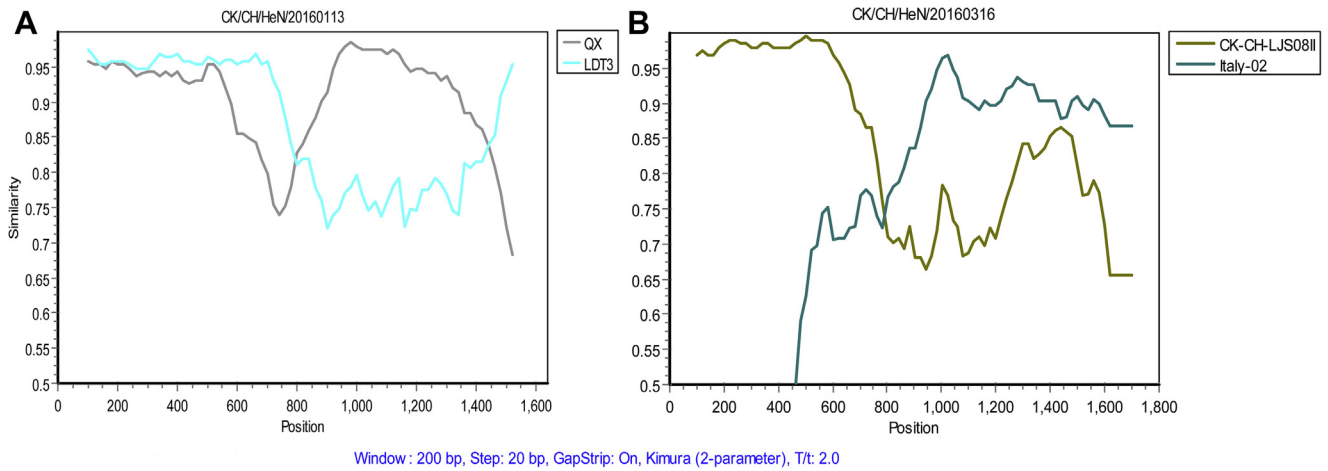 A
CK/CH/HeN/20160113
QX
LDT3
Similarity
0.95
0.9
0.85
0.8
0.75
0.7
0.65
0.6
0.55
0.5
0 200 400 600 800 1,000 1,200 1,400 1,600
Position
B
CK/CH/HeN/20160316
CK-CH-LJS08II
Italy-02
0.95
0.9
0.85
0.8
0.75
0.7
0.65
0.6
0.55
0.5
0 200 400 600 800 1,000 1,200 1,400 1,600 1,800
Position
Window : 200 bp, Step: 20 bp, GapStrip: On, Kimura (2-parameter), T/t: 2.0